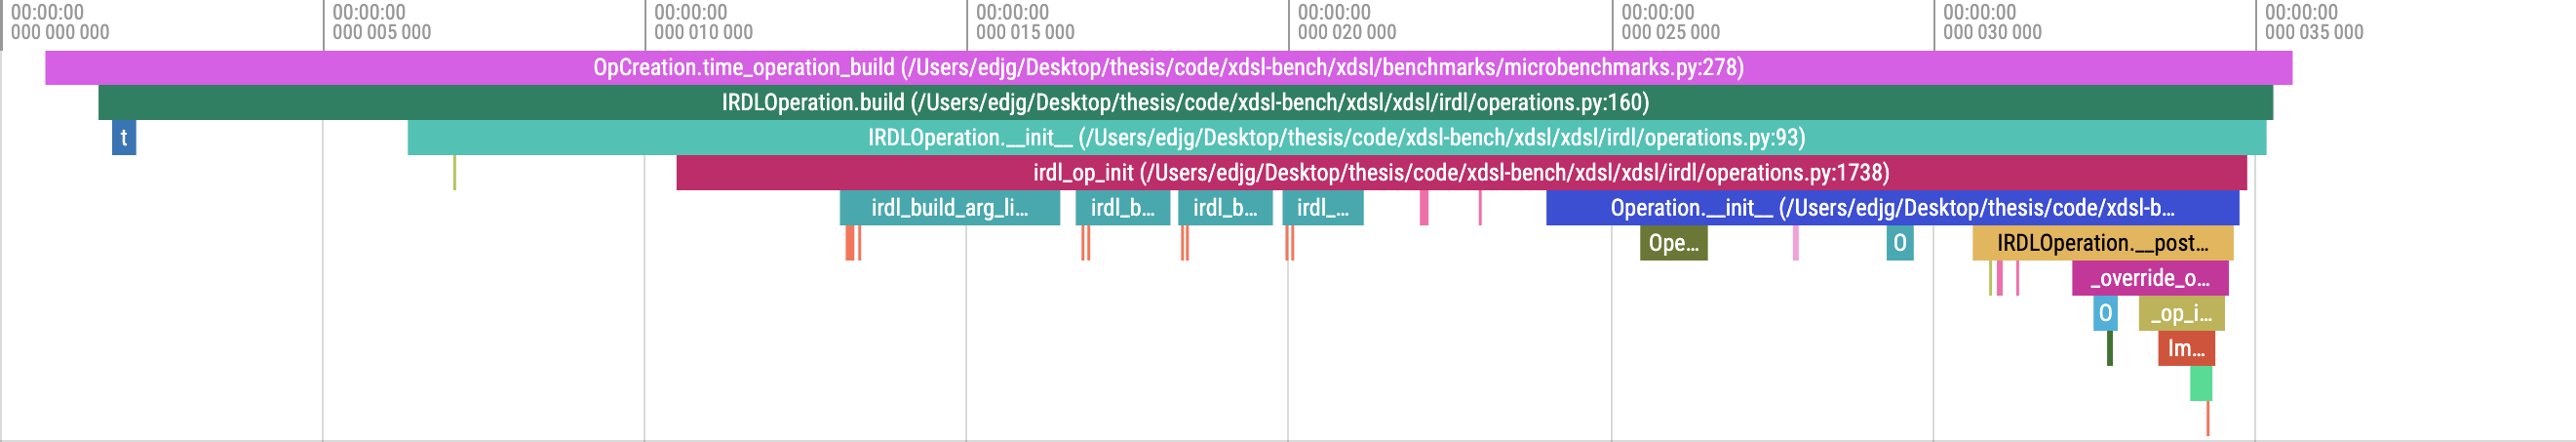 00:00:00 00:00:00 00:00:00 00:00:00 00:00:00 00:00:00 00:00:00 00:00:00
000 000 000 000 005 000 000 010 000 000 015 000 000 020 000 000 025 000 000 030 000 000 035 000
OpCreation.time_operation_build (/Users/edjg/Desktop/thesis/code/xdsl-bench/xdsl/benchmarks/microbenchmarks.py:278)
IRDLOperation.build (/Users/edjg/Desktop/thesis/code/xdsl-bench/xdsl/xdsl/irdl/operations.py:160)
t IRDLOperation.__init__ (/Users/edjg/Desktop/thesis/code/xdsl-bench/xdsl/xdsl/irdl/operations.py:93)
irdl_op_init (/Users/edjg/Desktop/thesis/code/xdsl-bench/xdsl/xdsl/irdl/operations.py:1738)
irdl_build_arg_li... irdl_b... irdl_b... irdl_... Operation.__init__ (/Users/edjg/Desktop/thesis/code/xdsl-b...
Ope... O IRDLOperation.__post...
_override_o...
O _op_i...
Im...